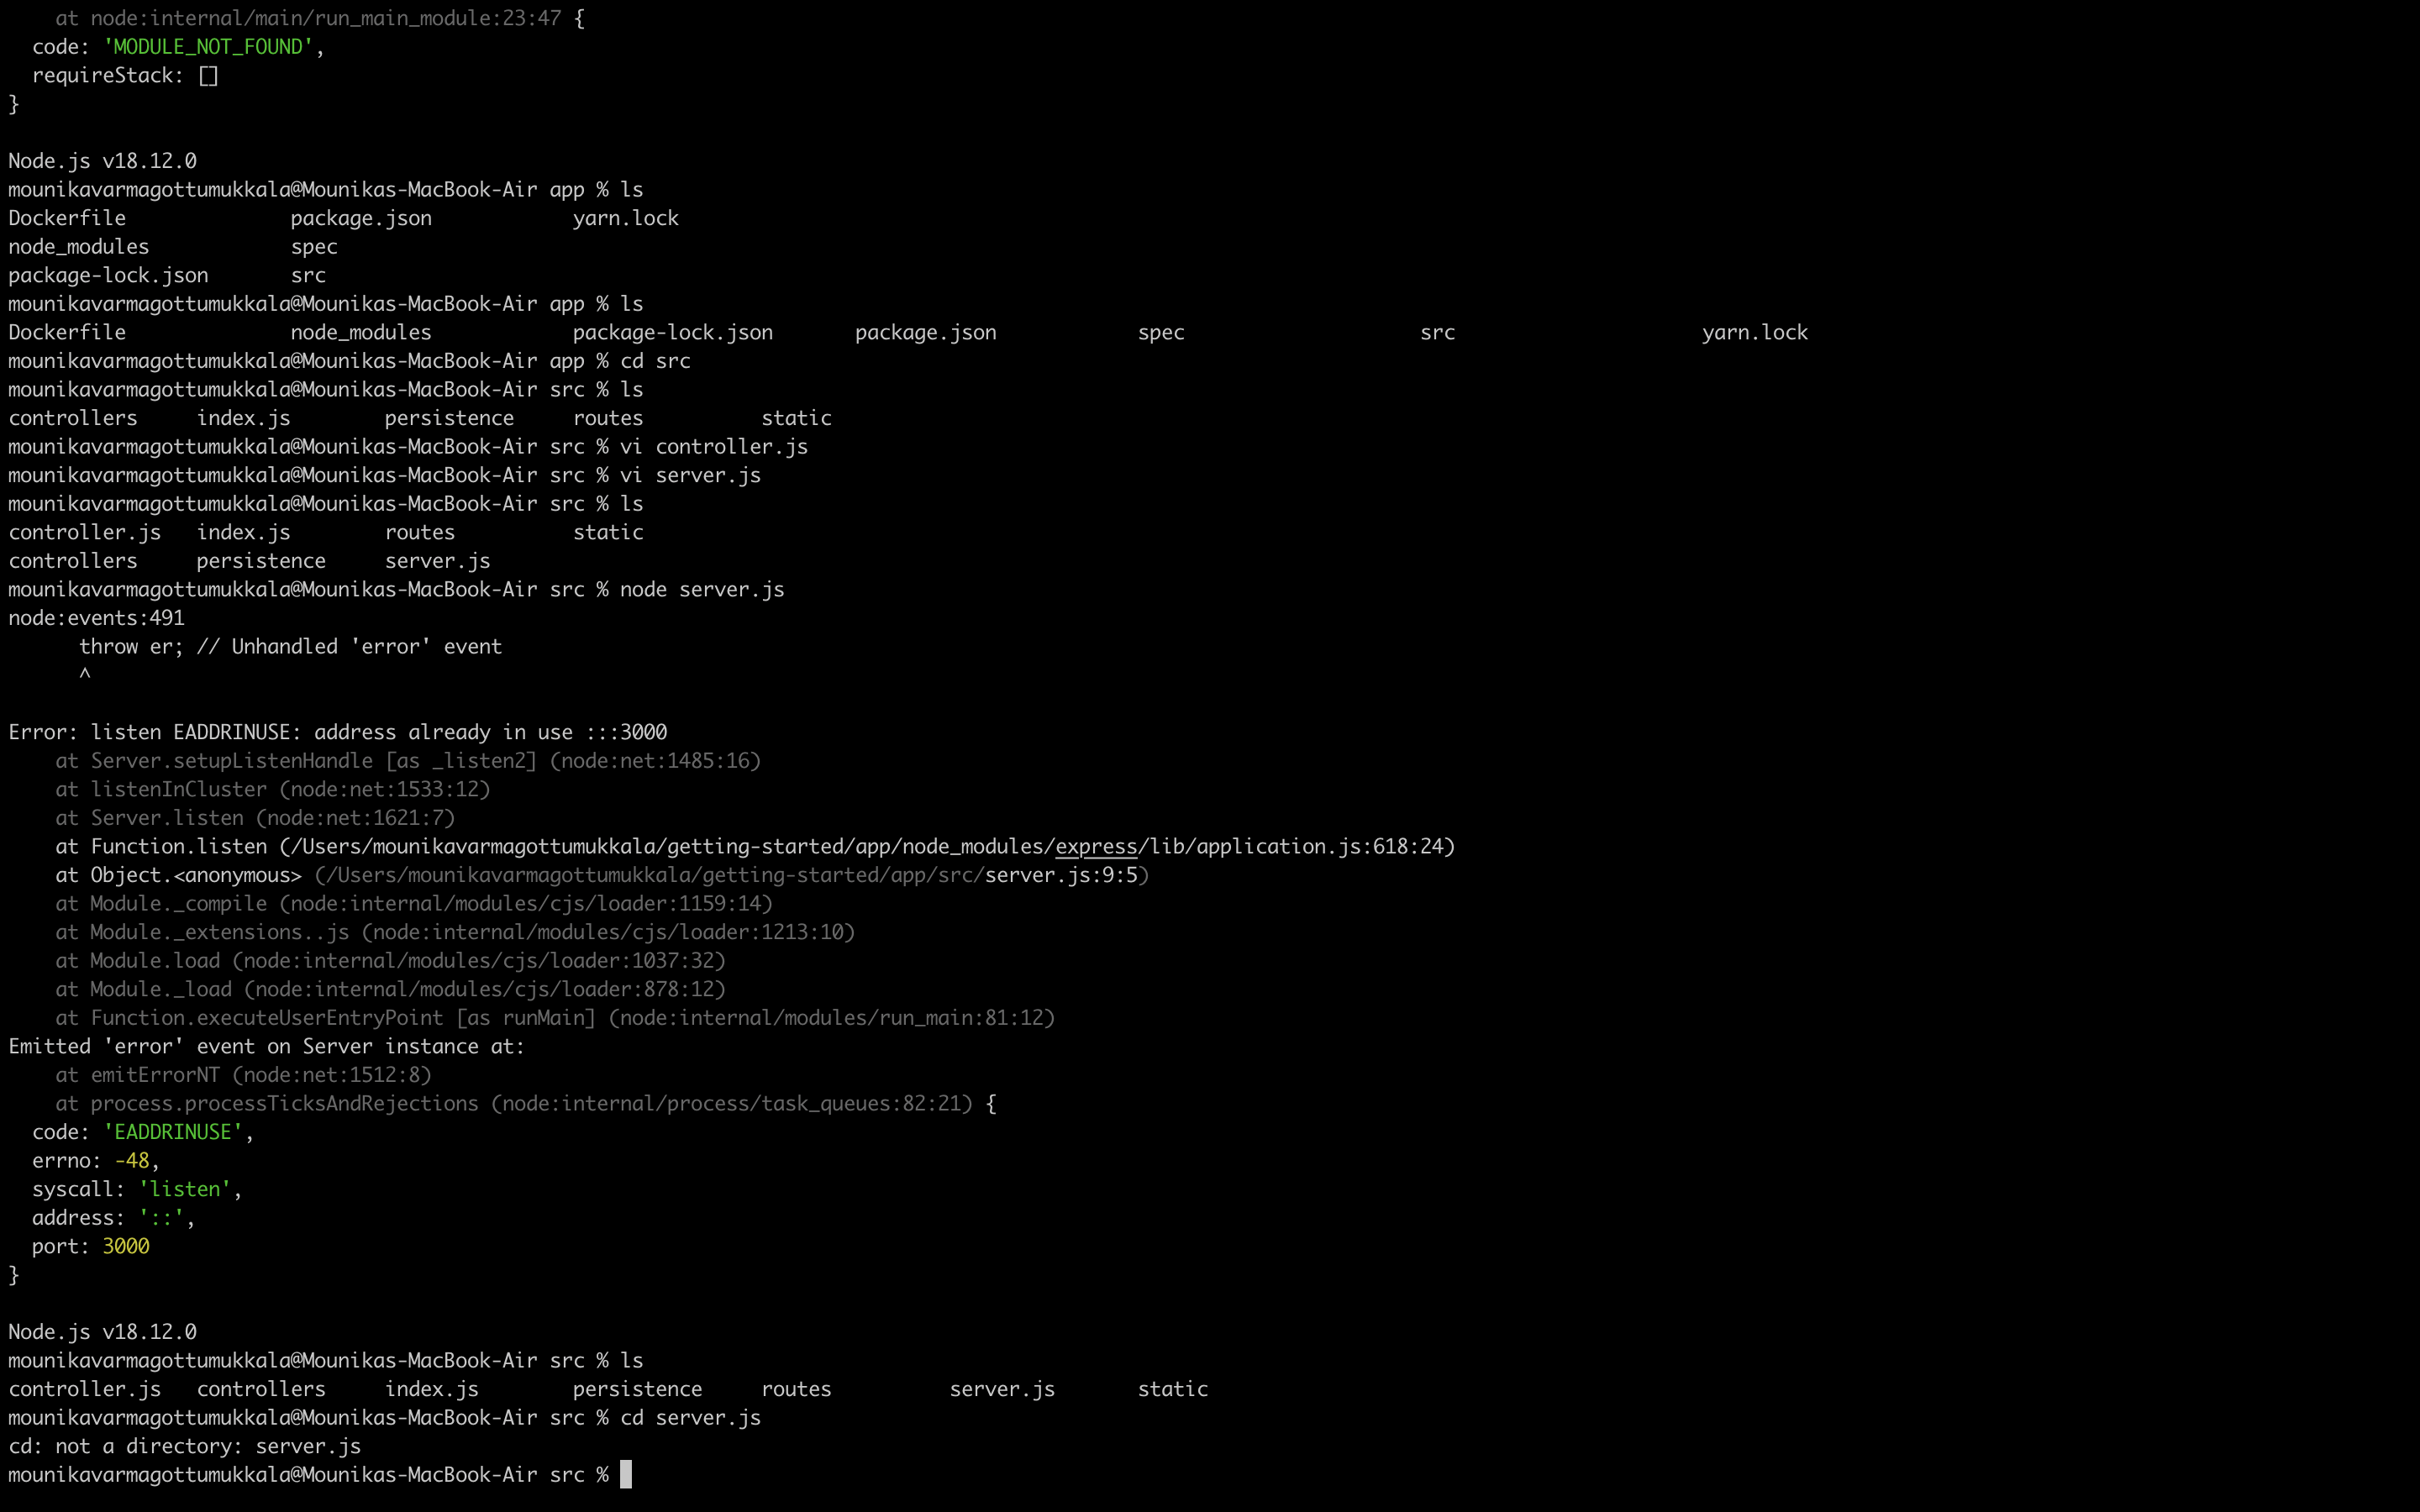 at node:internal/main/run_main_module:23:47 {
  code: 'MODULE_NOT_FOUND',
  requireStack: []
}

Node.js v18.12.0
mounikavarmagottumukkala@Mounikas-MacBook-Air app % ls
Dockerfile              package.json            yarn.lock
node_modules            spec
package-lock.json       src
mounikavarmagottumukkala@Mounikas-MacBook-Air app % ls
Dockerfile              node_modules            package-lock.json       package.json            spec                    src                     yarn.lock
mounikavarmagottumukkala@Mounikas-MacBook-Air app % cd src
mounikavarmagottumukkala@Mounikas-MacBook-Air src % ls
controllers     index.js        persistence     routes          static
mounikavarmagottumukkala@Mounikas-MacBook-Air src % vi controller.js
mounikavarmagottumukkala@Mounikas-MacBook-Air src % vi server.js
mounikavarmagottumukkala@Mounikas-MacBook-Air src % ls
controller.js   index.js        routes          static
controllers     persistence     server.js
mounikavarmagottumukkala@Mounikas-MacBook-Air src % node server.js
node:events:491
      throw er; // Unhandled 'error' event
      ^

Error: listen EADDRINUSE: address already in use :::3000
    at Server.setupListenHandle [as _listen2] (node:net:1485:16)
    at listenInCluster (node:net:1533:12)
    at Server.listen (node:net:1621:7)
    at Function.listen (/Users/mounikavarmagottumukkala/getting-started/app/node_modules/express/lib/application.js:618:24)
    at Object.<anonymous> (/Users/mounikavarmagottumukkala/getting-started/app/src/server.js:9:5)
    at Module._compile (node:internal/modules/cjs/loader:1159:14)
    at Module._extensions..js (node:internal/modules/cjs/loader:1213:10)
    at Module.load (node:internal/modules/cjs/loader:1037:32)
    at Module._load (node:internal/modules/cjs/loader:878:12)
    at Function.executeUserEntryPoint [as runMain] (node:internal/modules/run_main:81:12)
Emitted 'error' event on Server instance at:
    at emitErrorNT (node:net:1512:8)
    at process.processTicksAndRejections (node:internal/process/task_queues:82:21) {
  code: 'EADDRINUSE',
  errno: -48,
  syscall: 'listen',
  address: '::',
  port: 3000
}

Node.js v18.12.0
mounikavarmagottumukkala@Mounikas-MacBook-Air src % ls
controller.js   controllers     index.js        persistence     routes          server.js       static
mounikavarmagottumukkala@Mounikas-MacBook-Air src % cd server.js
cd: not a directory: server.js
mounikavarmagottumukkala@Mounikas-MacBook-Air src %